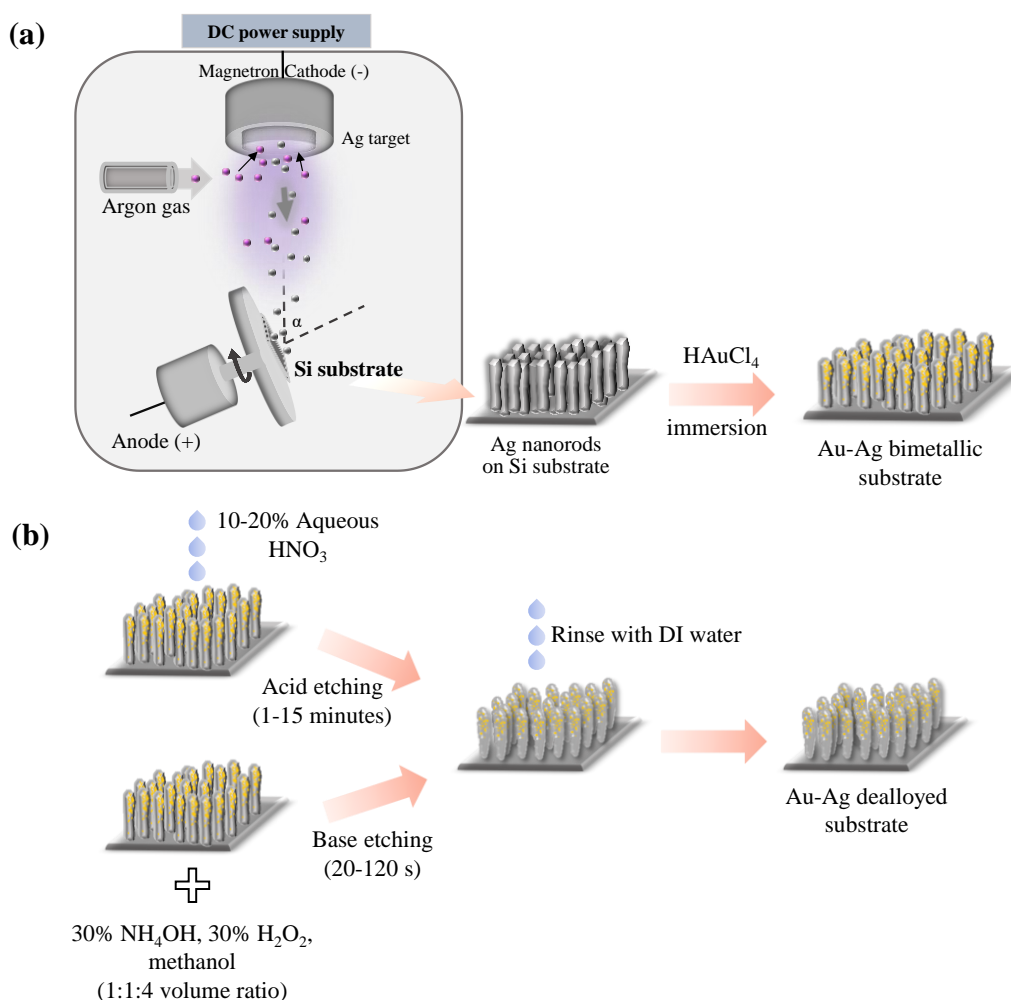 (a)
DC power supply
Magnetron Cathode (-)
Ag target
Argon gas
α
Si substrate
Anode (+)
Ag nanorods
on Si substrate
HAuCl₄
immersion
Au-Ag bimetallic
substrate
(b)
10-20% Aqueous
HNO₃
Acid etching
(1-15 minutes)
Base etching
(20-120 s)
30% NH₄OH, 30% H₂O₂,
methanol
(1:1:4 volume ratio)
Rinse with DI water
Au-Ag dealloyed
substrate